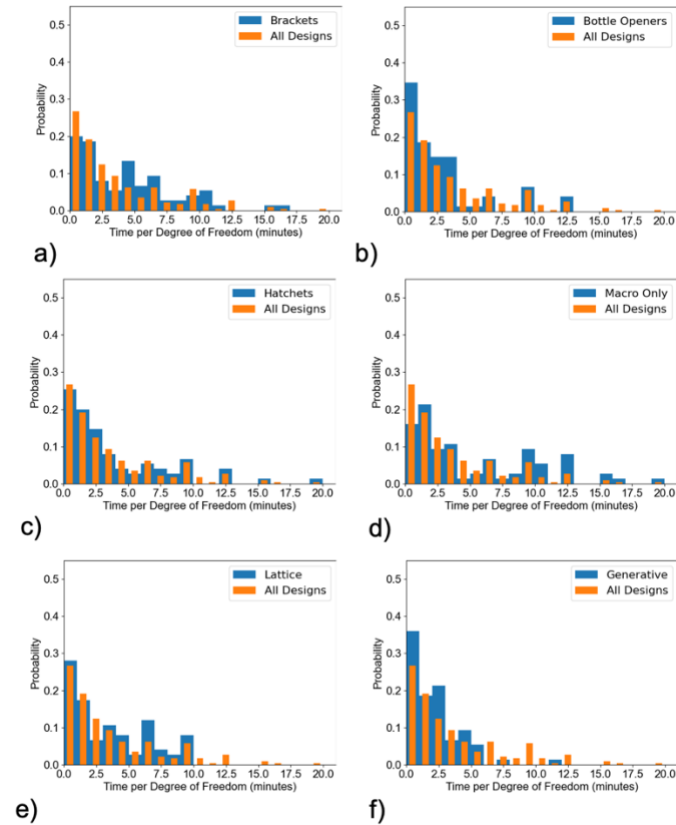 0.5
0.4
0.3
0.2
0.1
0.0
Probability
Brackets
All Designs
0.0 2.5 5.0 7.5 10.0 12.5 15.0 17.5 20.0
Time per Degree of Freedom (minutes)
a)
0.5
0.4
0.3
0.2
0.1
0.0
Probability
Bottle Openers
All Designs
0.0 2.5 5.0 7.5 10.0 12.5 15.0 17.5 20.0
Time per Degree of Freedom (minutes)
b)
0.5
0.4
0.3
0.2
0.1
0.0
Probability
Hatchets
All Designs
0.0 2.5 5.0 7.5 10.0 12.5 15.0 17.5 20.0
Time per Degree of Freedom (minutes)
c)
0.5
0.4
0.3
0.2
0.1
0.0
Probability
Macro Only
All Designs
0.0 2.5 5.0 7.5 10.0 12.5 15.0 17.5 20.0
Time per Degree of Freedom (minutes)
d)
0.5
0.4
0.3
0.2
0.1
0.0
Probability
Lattice
All Designs
0.0 2.5 5.0 7.5 10.0 12.5 15.0 17.5 20.0
Time per Degree of Freedom (minutes)
e)
0.5
0.4
0.3
0.2
0.1
0.0
Probability
Generative
All Designs
0.0 2.5 5.0 7.5 10.0 12.5 15.0 17.5 20.0
Time per Degree of Freedom (minutes)
f)